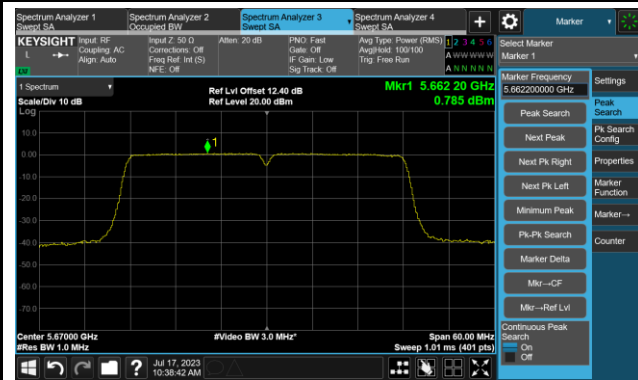 Spectrum Analyzer 1
Swept SA
Spectrum Analyzer 2
Occupied BW
Spectrum Analyzer 3
Swept SA
Spectrum Analyzer 4
Swept SA
Marker
KEYSIGHT
L
Input: RF
Coupling: AC
Align: Auto
Input Z: 50 Ω
Corrections: Off
Freq Ref: Int (S)
NFE: Off
Atten: 20 dB
PNO: Fast
Gate: Off
IF Gain: Low
Sig Track: Off
Avg Type: Power (RMS)
Avg|Hold: 100/100
Trig: Free Run
1 2 3 4 5 6
A W W W W W
A N N N N N
Select Marker
Marker 1
1 Spectrum
Scale/Div 10 dB
Log
Ref Lvl Offset 12.40 dB
Ref Level 20.00 dBm
Mkr1 5.662 20 GHz
0.785 dBm
1
10.0
0.00
-10.0
-20.0
-30.0
-40.0
-50.0
-60.0
-70.0
Center 5.67000 GHz
#Res BW 1.0 MHz
#Video BW 3.0 MHz*
Span 60.00 MHz
Sweep 1.01 ms (401 pts)
Marker Frequency
5.662200000 GHz
Peak Search
Next Peak
Next Pk Right
Next Pk Left
Minimum Peak
Pk-Pk Search
Marker Delta
Mkr→CF
Mkr→Ref Lvl
Continuous Peak
Search
On
Off
Settings
Peak
Search
Pk Search
Config
Properties
Marker
Function
Marker→
Counter
?
Jul 17, 2023
10:38:42 AM